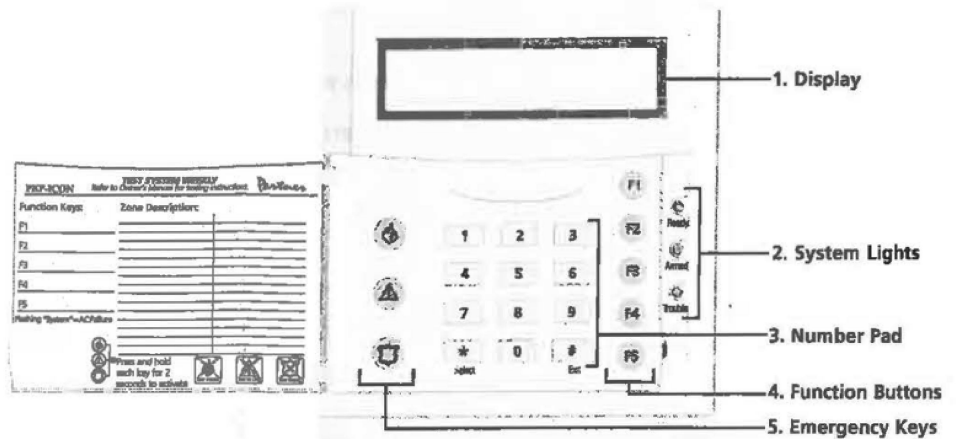 1. Display
TEST SYSTEM WEEKLY
PKP-ICON Refer to Owner's Manual for testing instructions.
Function Keys: Zone Description:
F1
F2
F3
F4
F5
Flashing "System"=AC Failure
Press and hold
each key for 2
seconds to activate
1 2 3
4 5 6
7 8 9
* 0 #
Select Exit
F1
F2
F3
F4
F5
Ready
Armed
Trouble
2. System Lights
3. Number Pad
4. Function Buttons
5. Emergency Keys